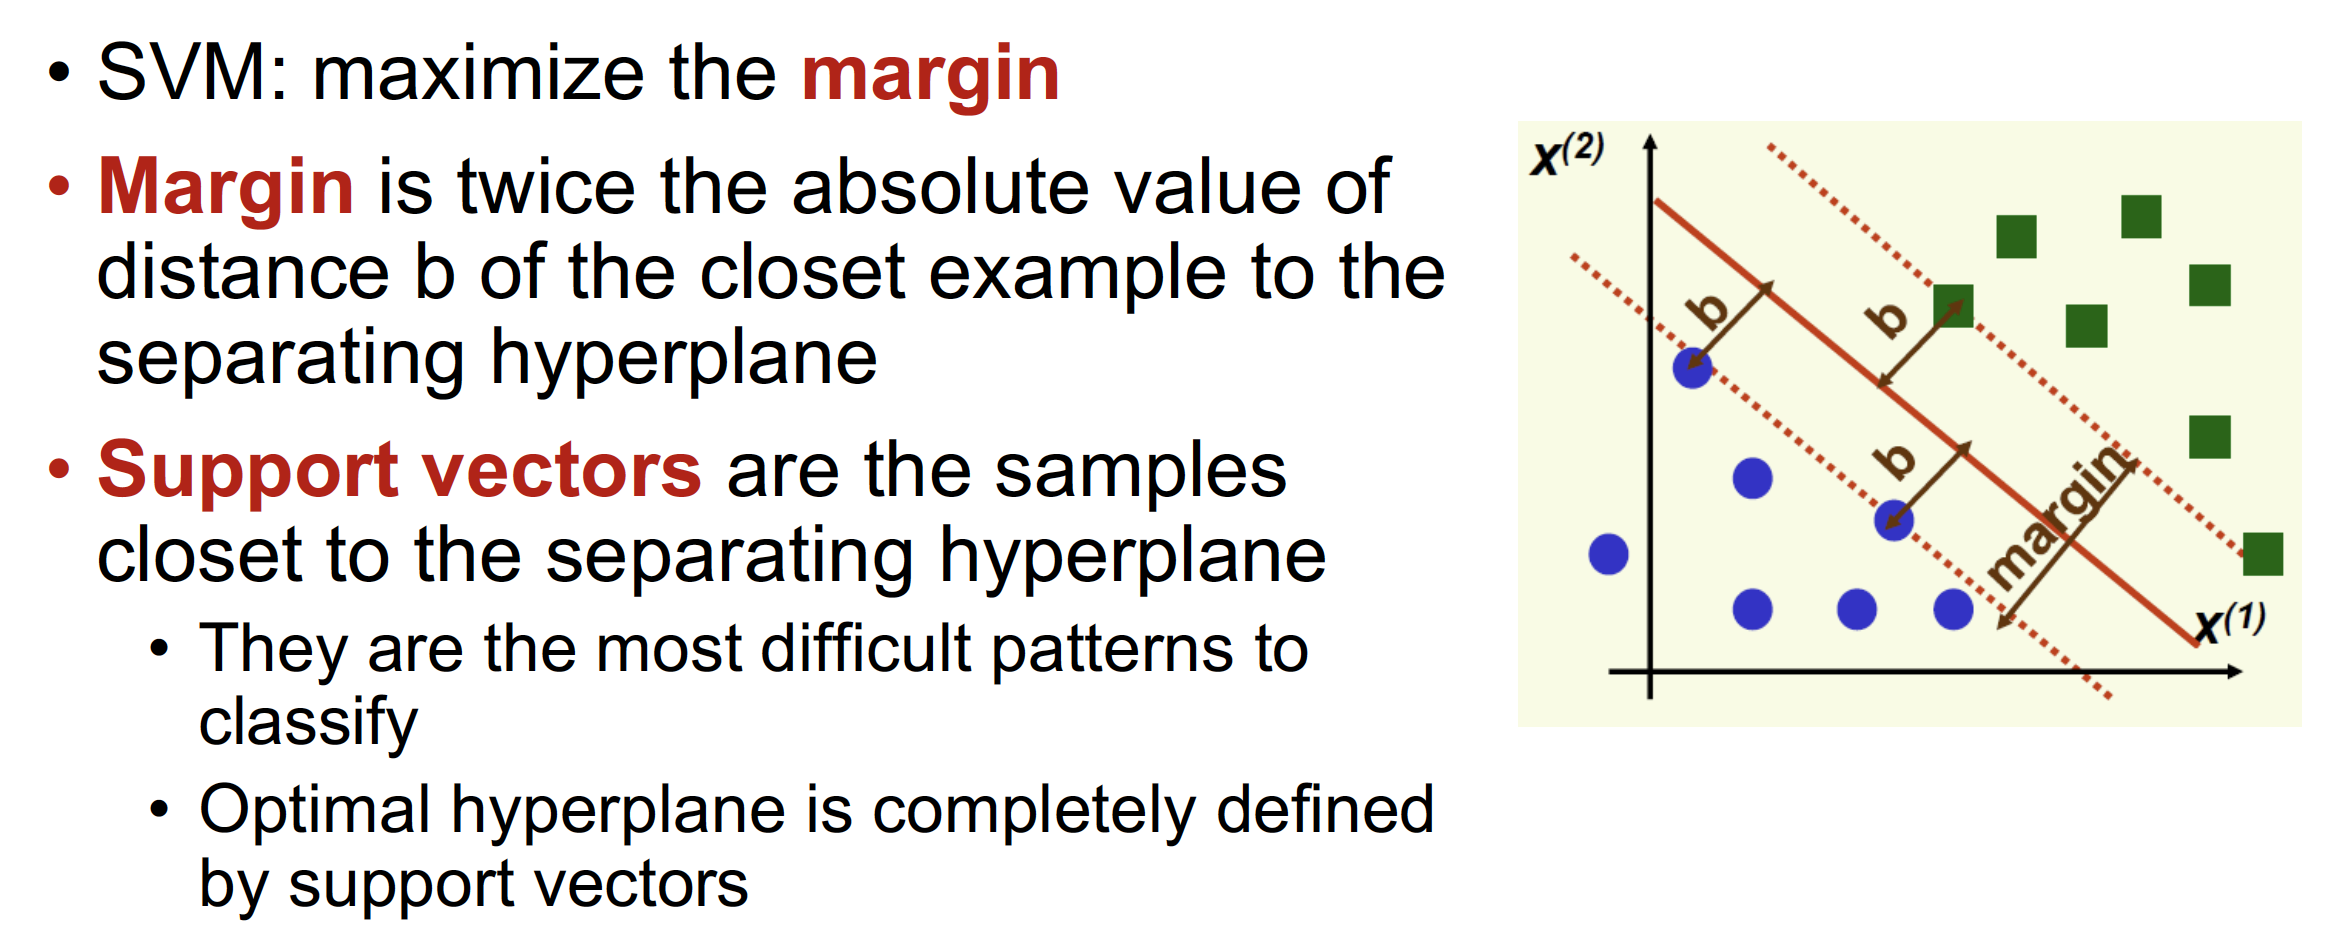 • SVM: maximize the margin
• Margin is twice the absolute value of
distance b of the closet example to the
separating hyperplane
• Support vectors are the samples
closet to the separating hyperplane
• They are the most difficult patterns to
classify
• Optimal hyperplane is completely defined
by support vectors
x(2)
b
b
b
margin
x(1)